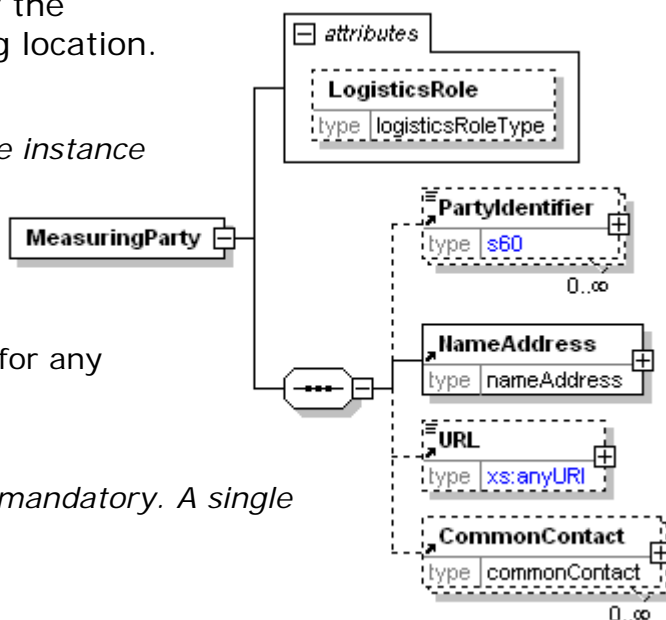 the
g location.
e instance
for any
mandatory. A single
attributes
LogisticsRole
type logisticsRoleType
MeasuringParty
PartyIdentifier
type s60
0..∞
NameAddress
type nameAddress
URL
type xs:anyURI
CommonContact
type commonContact
0..∞